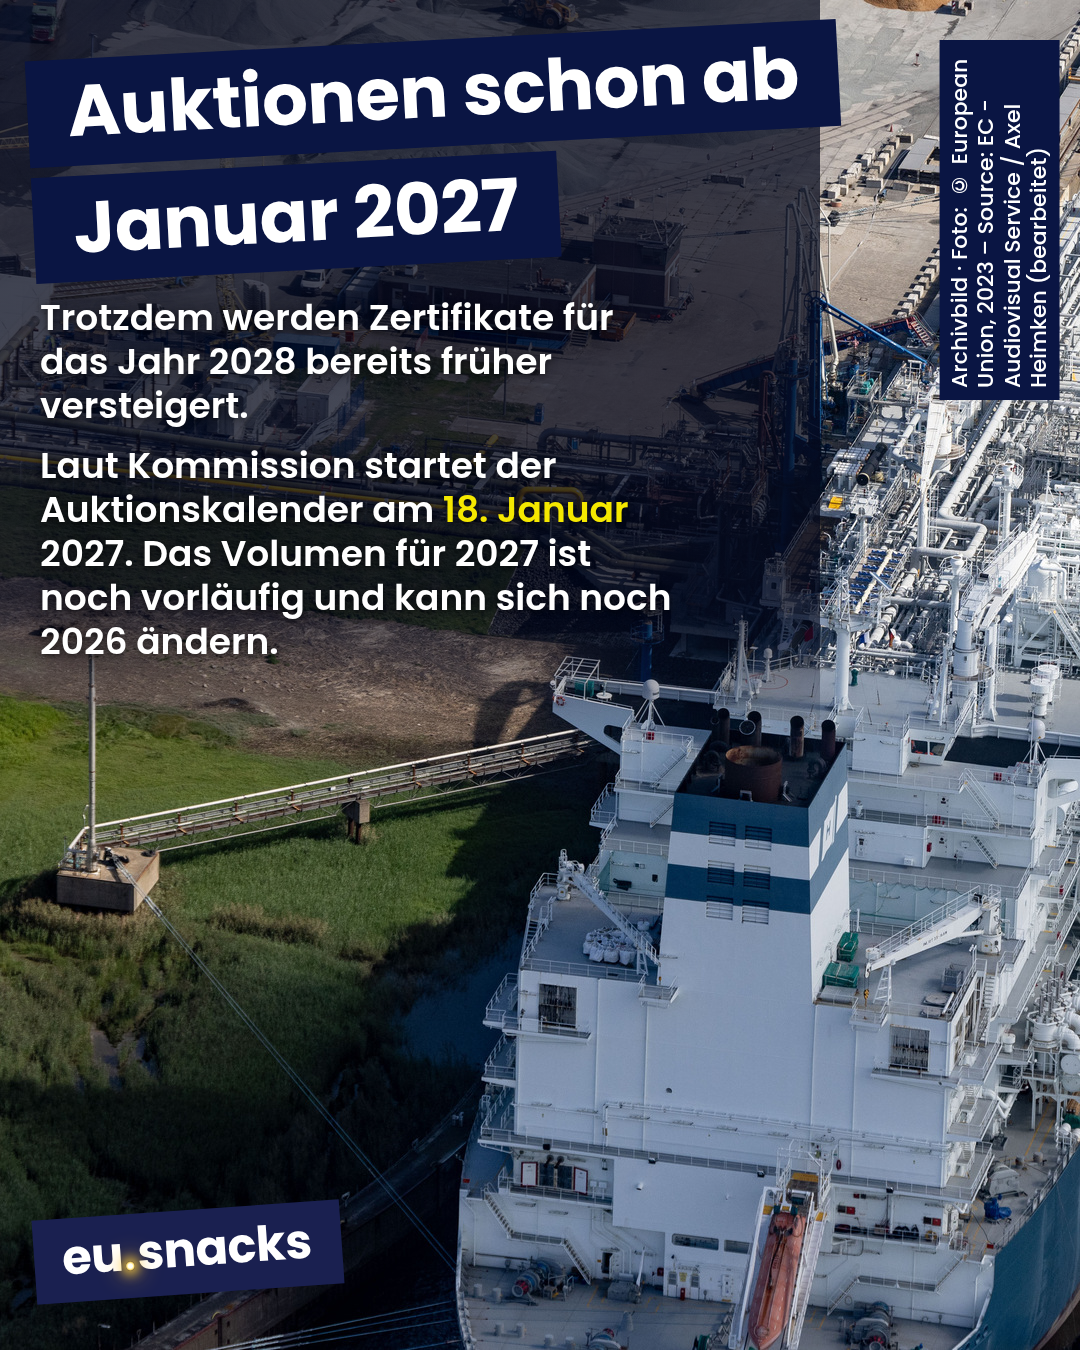 Auktionen schon ab
Januar 2027
Trotzdem werden Zertifikate für
das Jahr 2028 bereits früher
versteigert.
Laut Kommission startet der
Auktionskalender am 18. Januar
2027. Das Volumen für 2027 ist
noch vorläufig und kann sich noch
2026 ändern.
Archivbild · Foto: © European
Union, 2023 – Source: EC -
Audiovisual Service / Axel
Heimken (bearbeitet)
eu.snacks